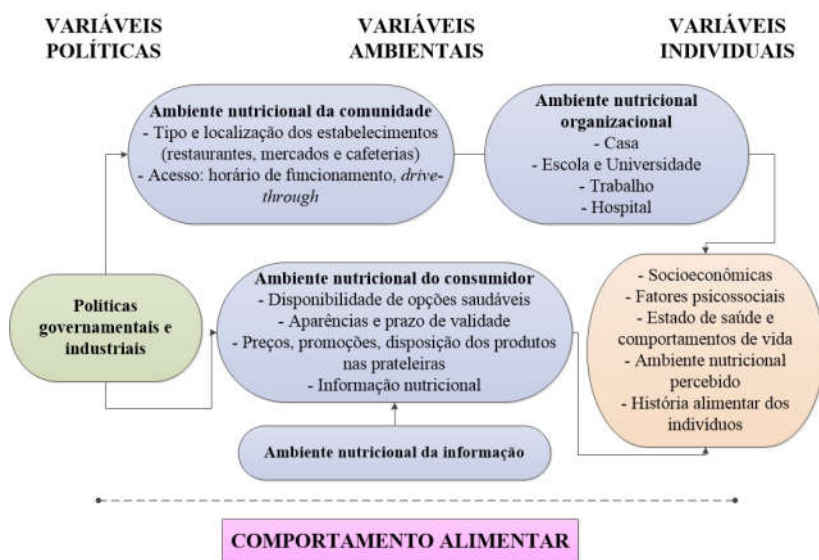 VARIÁVEIS
POLÍTICAS
VARIÁVEIS
AMBIENTAIS
VARIÁVEIS
INDIVIDUAIS
Ambiente nutricional da comunidade
- Tipo e localização dos estabelecimentos
(restaurantes, mercados e cafeterias)
- Acesso: horário de funcionamento, drive-
through
Ambiente nutricional
organizacional
- Casa
- Escola e Universidade
- Trabalho
- Hospital
Políticas
governamentais e
industriais
Ambiente nutricional do consumidor
- Disponibilidade de opções saudáveis
- Aparências e prazo de validade
- Preços, promoções, disposição dos produtos
nas prateleiras
- Informação nutricional
- Socioeconômicas
- Fatores psicossociais
- Estado de saúde e
comportamentos de vida
- Ambiente nutricional
percebido
- História alimentar dos
indivíduos
Ambiente nutricional da informação
COMPORTAMENTO ALIMENTAR